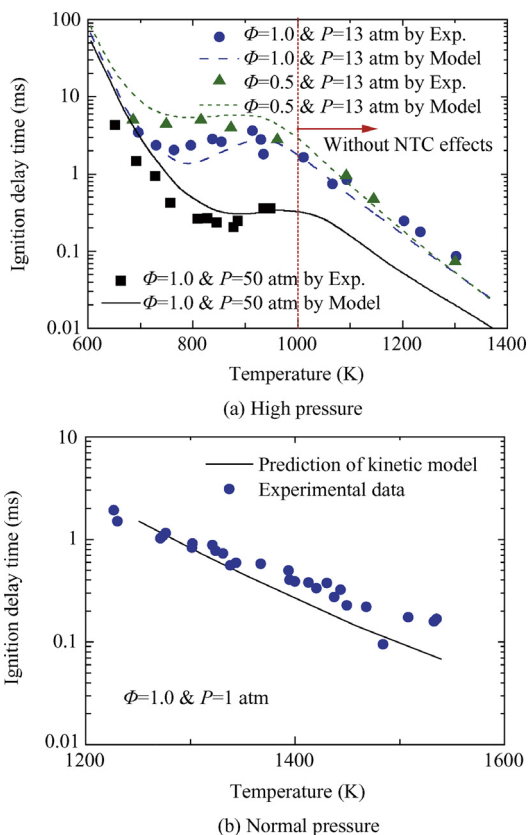 100
10
1
0.1
0.01
Ignition delay time (ms)
Φ=1.0 & P=13 atm by Exp.
Φ=1.0 & P=13 atm by Model
Φ=0.5 & P=13 atm by Exp.
Φ=0.5 & P=13 atm by Model
Without NTC effects
Φ=1.0 & P=50 atm by Exp.
Φ=1.0 & P=50 atm by Model
600 800 1000 1200 1400
Temperature (K)
(a) High pressure
10
1
0.1
0.01
Ignition delay time (ms)
Prediction of kinetic model
Experimental data
Φ=1.0 & P=1 atm
1200 1400 1600
Temperature (K)
(b) Normal pressure